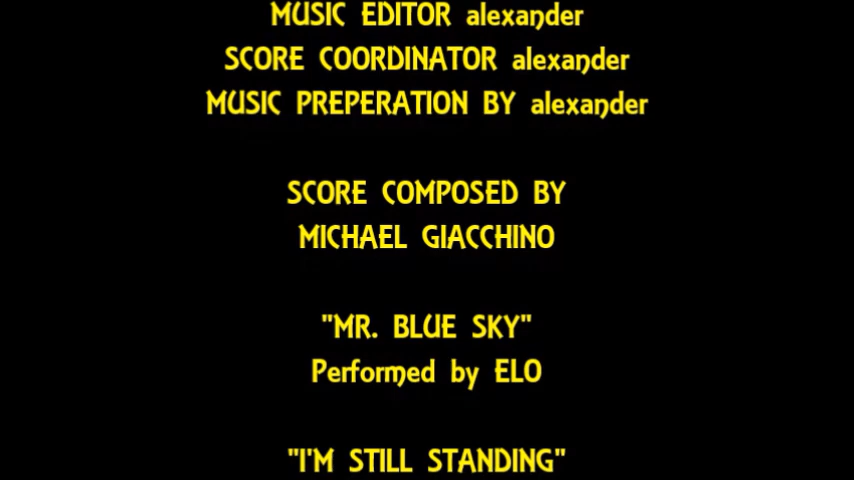 MUSIC EDITOR alexander
SCORE COORDINATOR alexander
MUSIC PREPERATION BY alexander
SCORE COMPOSED BY
MICHAEL GIACCHINO
"MR. BLUE SKY"
Performed by ELO
"I'M STILL STANDING"